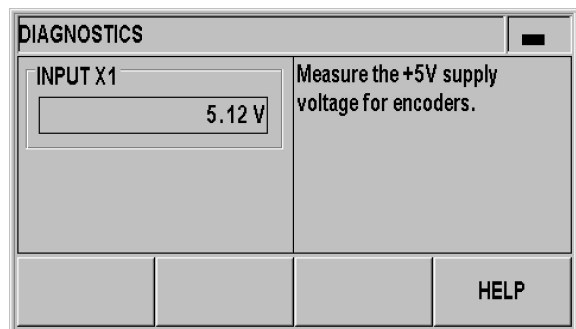 DIAGNOSTICS
INPUT X1
5.12 V
Measure the +5V supply
voltage for encoders.
HELP